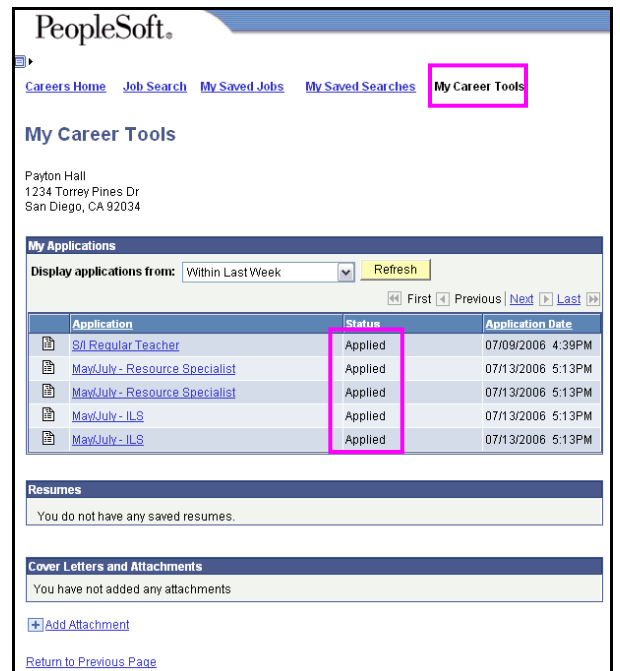 PeopleSoft.
Careers Home Job Search My Saved Jobs My Saved Searches My Career Tools
My Career Tools
Payton Hall
1234 Torrey Pines Dr
San Diego, CA 92034
My Applications
Display applications from: Within Last Week Refresh
First Previous | Next Last
Application Status Application Date
S/I Regular Teacher Applied 07/09/2006 4:39PM
May/July - Resource Specialist Applied 07/13/2006 5:13PM
May/July - Resource Specialist Applied 07/13/2006 5:13PM
May/July - ILS Applied 07/13/2006 5:13PM
May/July - ILS Applied 07/13/2006 5:13PM
Resumes
You do not have any saved resumes.
Cover Letters and Attachments
You have not added any attachments
Add Attachment
Return to Previous Page